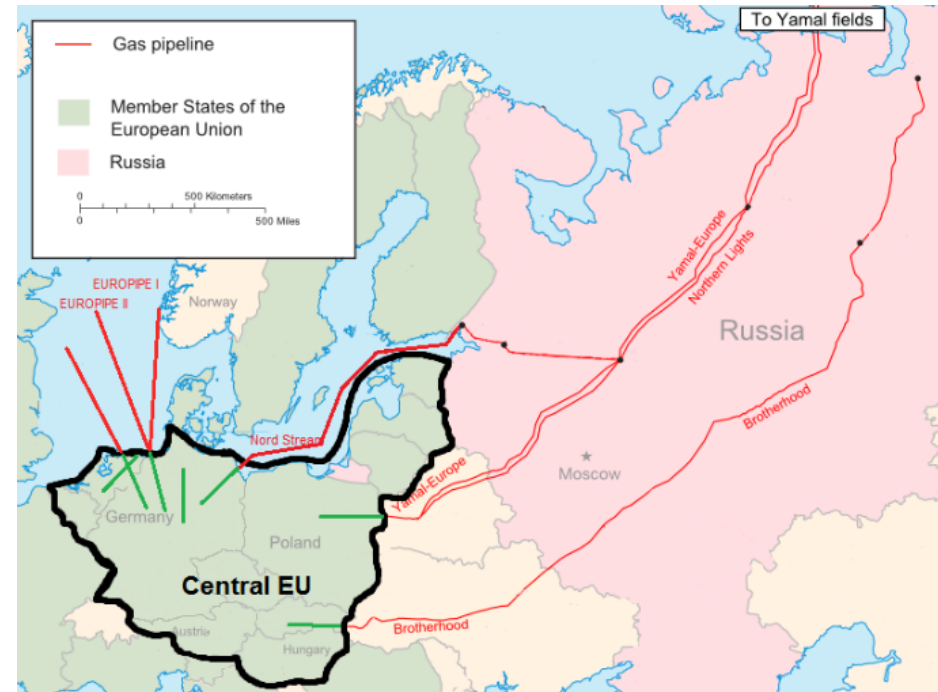 To Yamal fields
Gas pipeline
Member States of the
European Union
Russia
0
500 Kilometers
0
500 Miles
EUROPIPE I
EUROPIPE II
Norway
Yamal-Europe
Northern Lights
Russia
Brotherhood
Nord Stream
Moscow
Yamal-Europe
Germany
Poland
Central EU
Austria
Hungary
Brotherhood